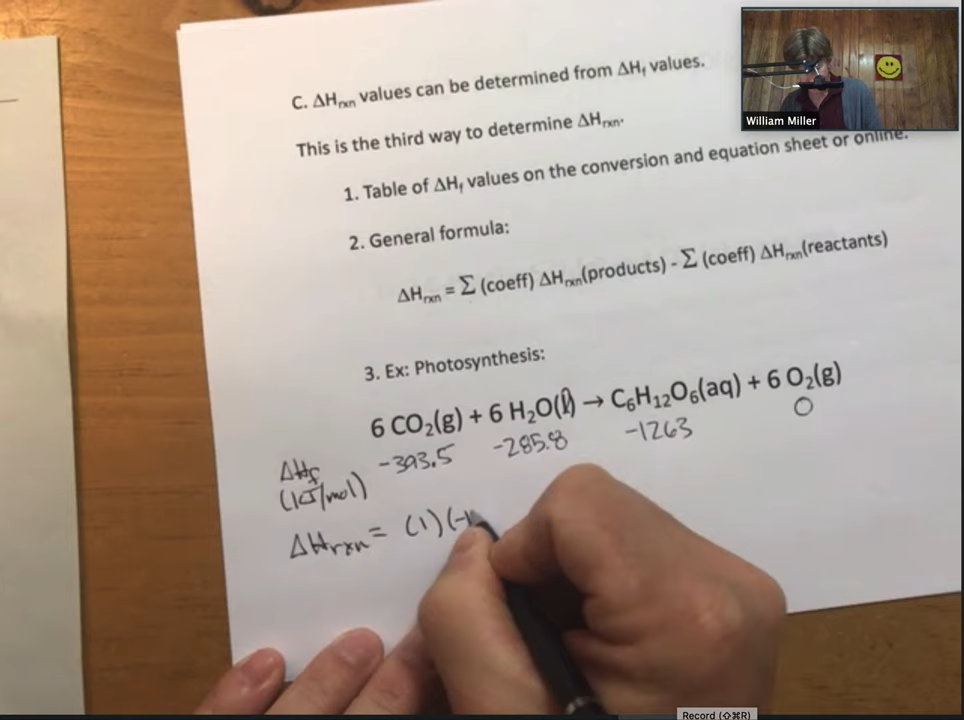 C. ΔHrxn values can be determined from ΔHf values.
William Miller
This is the third way to determine ΔHrxn.
1. Table of ΔHf values on the conversion and equation sheet or online.
2. General formula:
ΔHrxn = Σ (coeff) ΔHrxn(products) - Σ (coeff) ΔHrxn(reactants)
3. Ex: Photosynthesis:
6 CO2(g) + 6 H2O(l) → C6H12O6(aq) + 6 O2(g)
ΔHf -393.5 -285.8 -1263 0
(kJ/mol)
ΔHrxn = (1)(-1
Record (⇧⌘R)